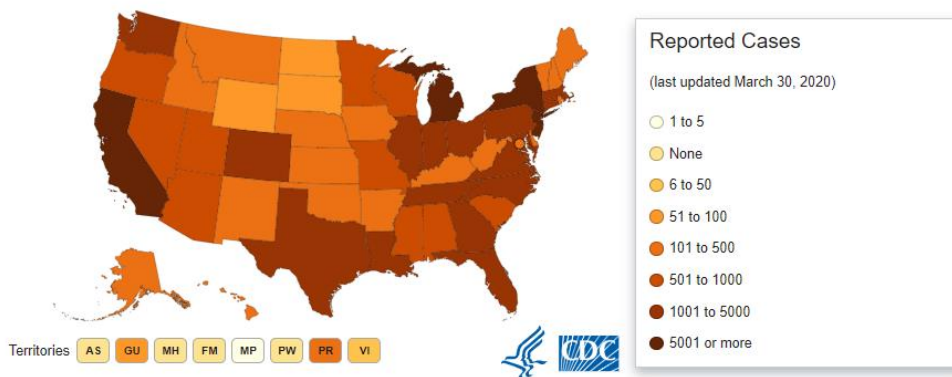 Reported Cases
(last updated March 30, 2020)
1 to 5
None
6 to 50
51 to 100
101 to 500
501 to 1000
1001 to 5000
5001 or more
Territories AS GU MH FM MP PW PR VI
CDC